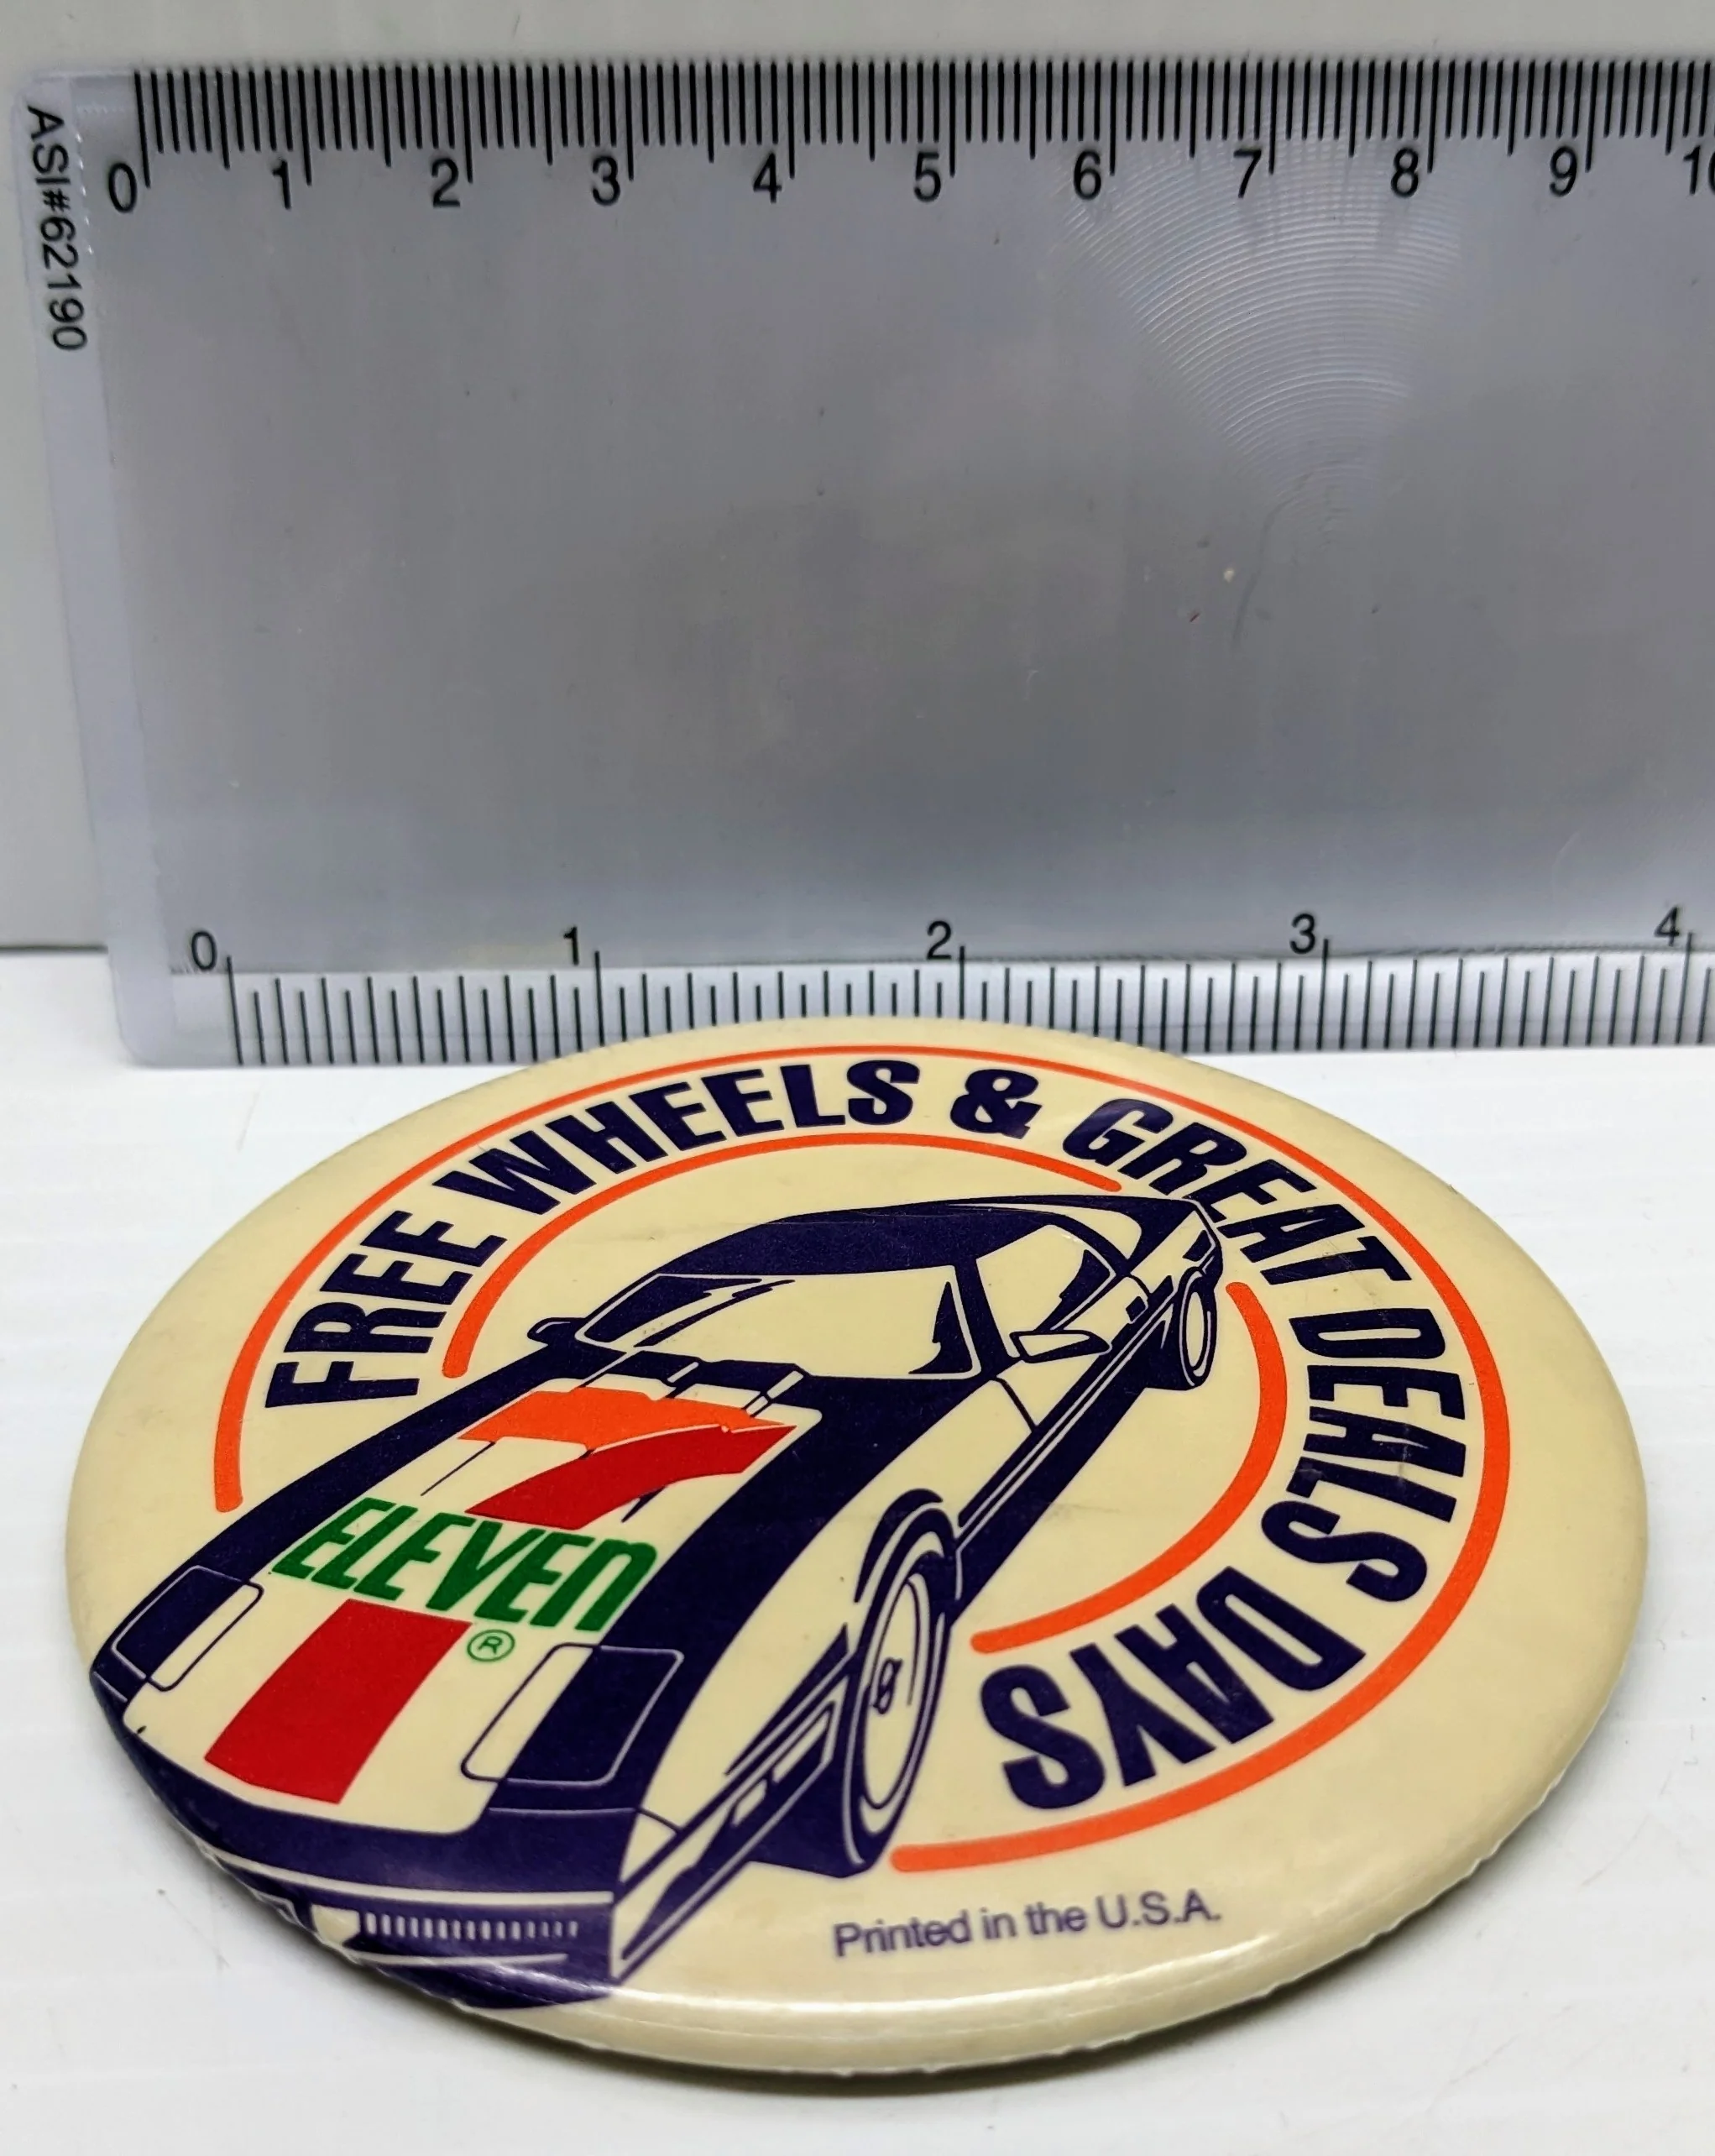 ASI#62190
0 1 2 3 4 5 6 7 8 9 10
0 1 2 3 4
FREE WHEELS & GREAT DEALS DAYS
7
ELEVEn
®
Printed in the U.S.A.